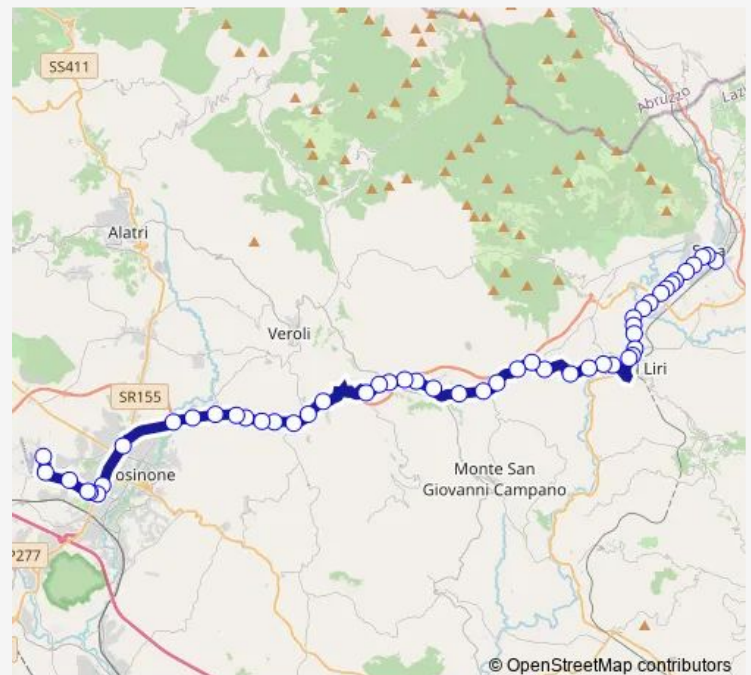 SS411
Abruzzo
Laz
Alatri
Veroli
Liri
SR155
osinone
Monte San
Giovanni Campano
P277
© OpenStreetMap contributors